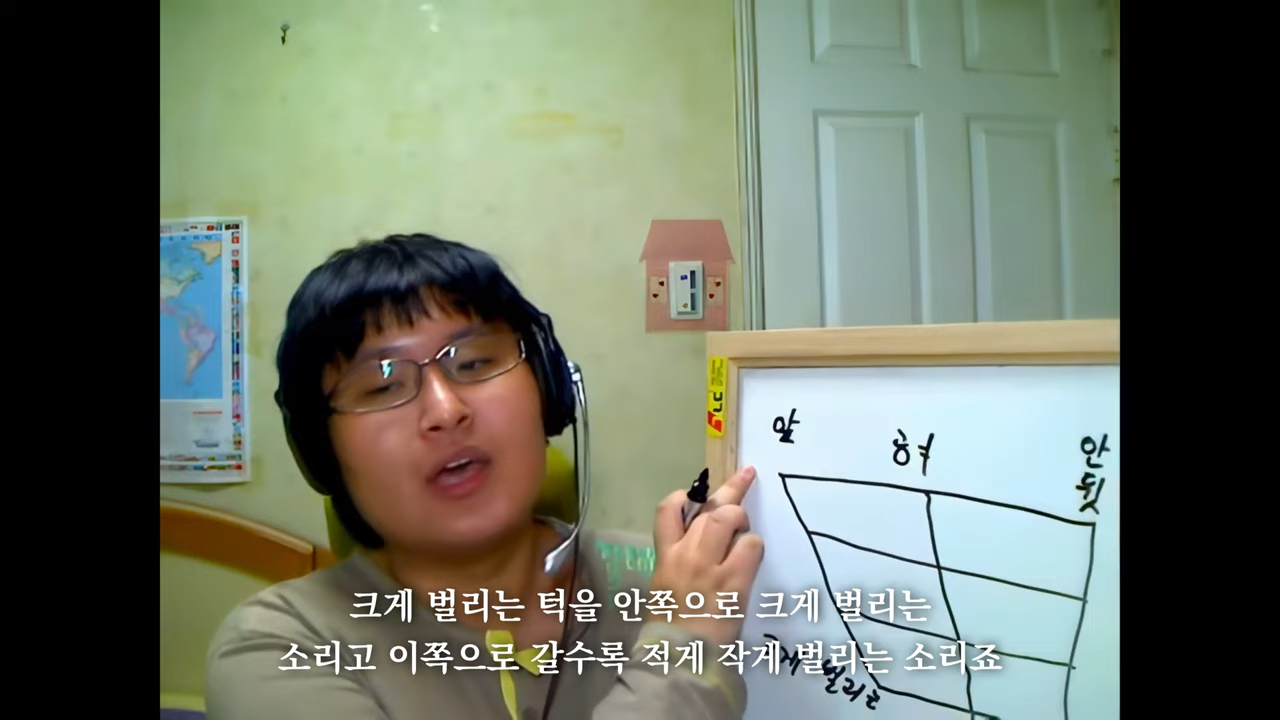 앞
혀
안
뒷
크게 벌리는 턱을 안쪽으로 크게 벌리는
소리고 이쪽으로 갈수록 적게 작게 벌리는 소리죠